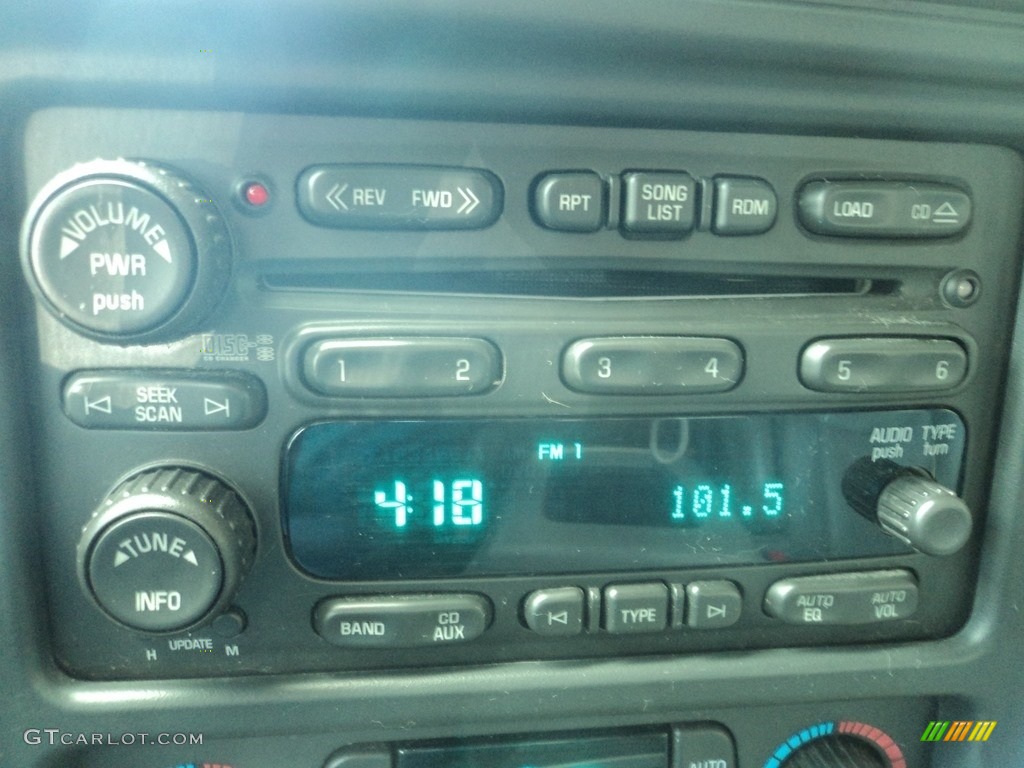 VOLUME
PWR
push
REV FWD
RPT
SONG
LIST
RDM
LOAD CD
DISC
1 2
3 4
5 6
SEEK
SCAN
FM 1
AUDIO TYPE
push turn
4:18
101.5
TUNE
INFO
BAND
CD
AUX
TYPE
AUTO
EQ
AUTO
VOL
H UPDATE M
GTCARLOT.COM
AUTO